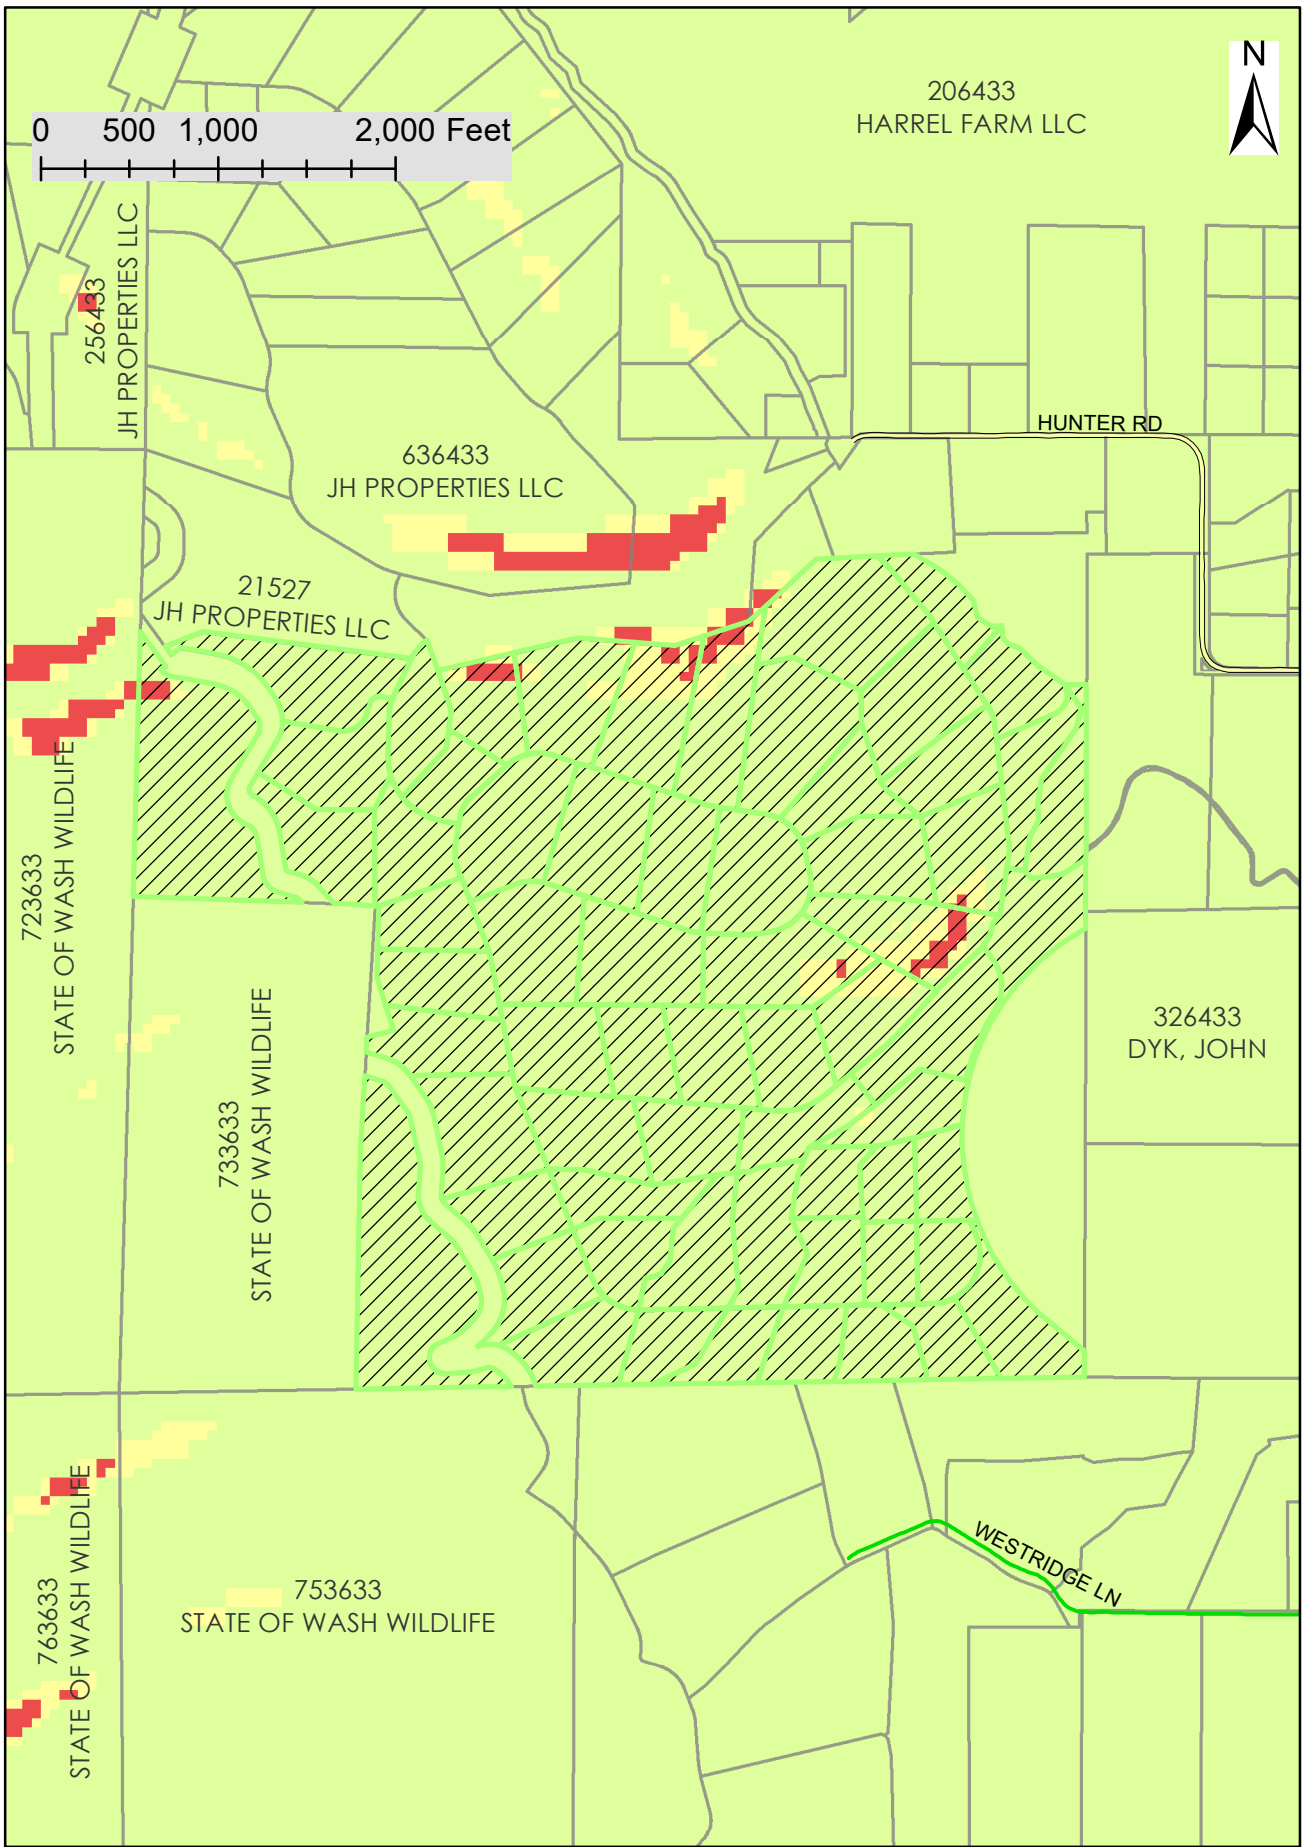 N
206433
HARREL FARM LLC
0 500 1,000 2,000 Feet
256433
JH PROPERTIES LLC
HUNTER RD
636433
JH PROPERTIES LLC
21527
JH PROPERTIES LLC
723633
STATE OF WASH WILDLIFE
733633
STATE OF WASH WILDLIFE
326433
DYK, JOHN
WESTRIDGE LN
763633
STATE OF WASH WILDLIFE
753633
STATE OF WASH WILDLIFE